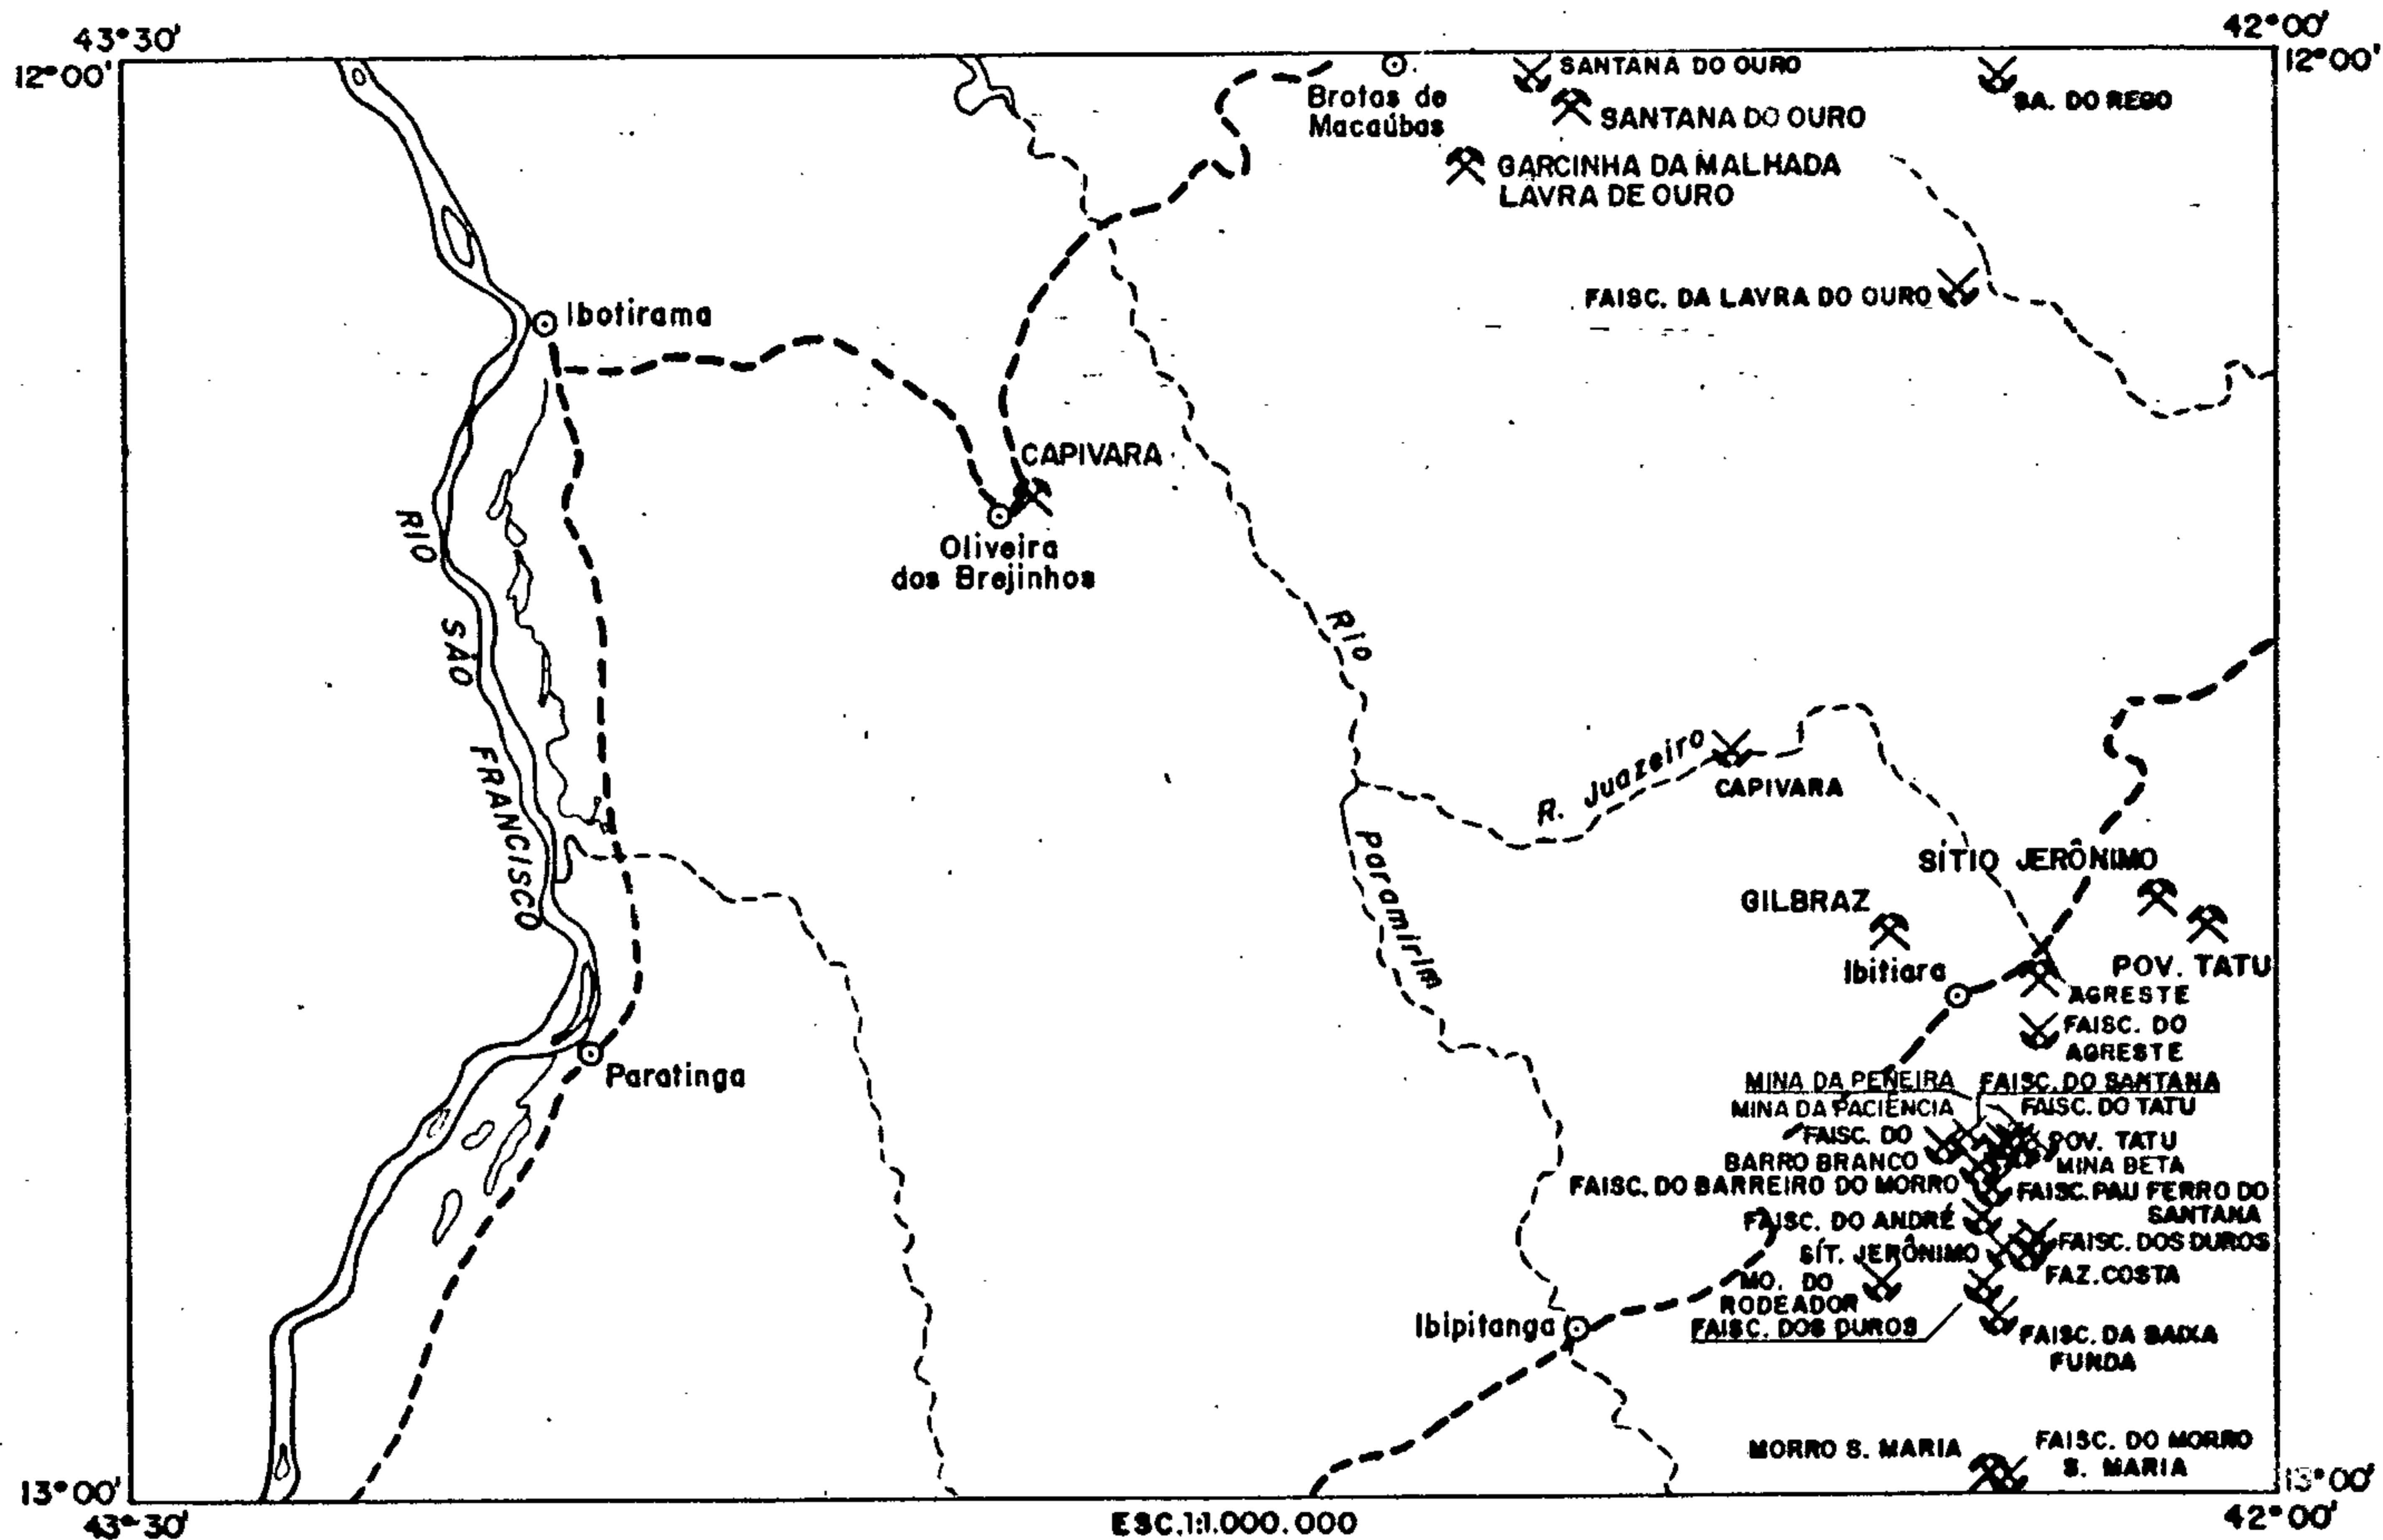 43°30'
42°00'
12°00'
12°00'
SANTANA DO OURO
Brotas de
Macaúbas
SA. DO REGO
SANTANA DO OURO
GARCINHA DA MALHADA
LAVRA DE OURO
FAISC. DA LAVRA DO OURO
Ibotirama
CAPIVARA
Oliveira
dos Brejinhos
RIO SÃO FRANCISCO
Rio Paramirim
R. Juazeiro
CAPIVARA
SÍTIO JERÔNIMO
GILBRAZ
Ibitiara
POV. TATU
AGRESTE
FAISC. DO
AGRESTE
Paratinga
MINA DA PENEIRA
FAISC. DO SANTANA
MINA DA PACIÊNCIA
FAISC. DO TATU
FAISC. DO
BARRO BRANCO
POV. TATU
MINA BETA
FAISC. DO BARREIRO DO MORRO
FAISC. PAU FERRO DO
SANTANA
FAISC. DO ANDRÉ
FAISC. DOS DUROS
SÍT. JERÔNIMO
FAZ. COSTA
MO. DO
RODEADOR
FAISC. DOS DUROS
Ibipitanga
FAISC. DA BAIXA
FUNDA
MORRO S. MARIA
FAISC. DO MORRO
S. MARIA
13°00'
13°00'
43°30'
42°00'
ESC. 1:1.000.000